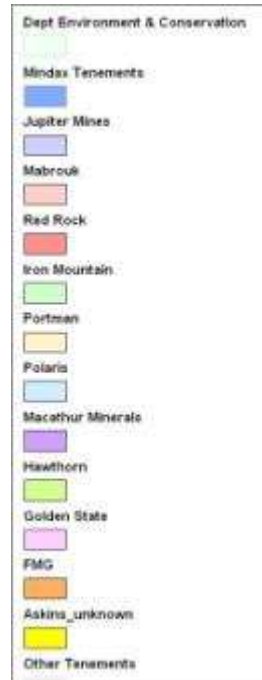 Dept Environment & Conservation
Mindax Tenements
Jupiter Mines
Mabrouk
Red Rock
Iron Mountain
Portman
Polaris
Macathur Minerals
Hawthorn
Golden State
FMG
Askins_unknown
Other Tenements